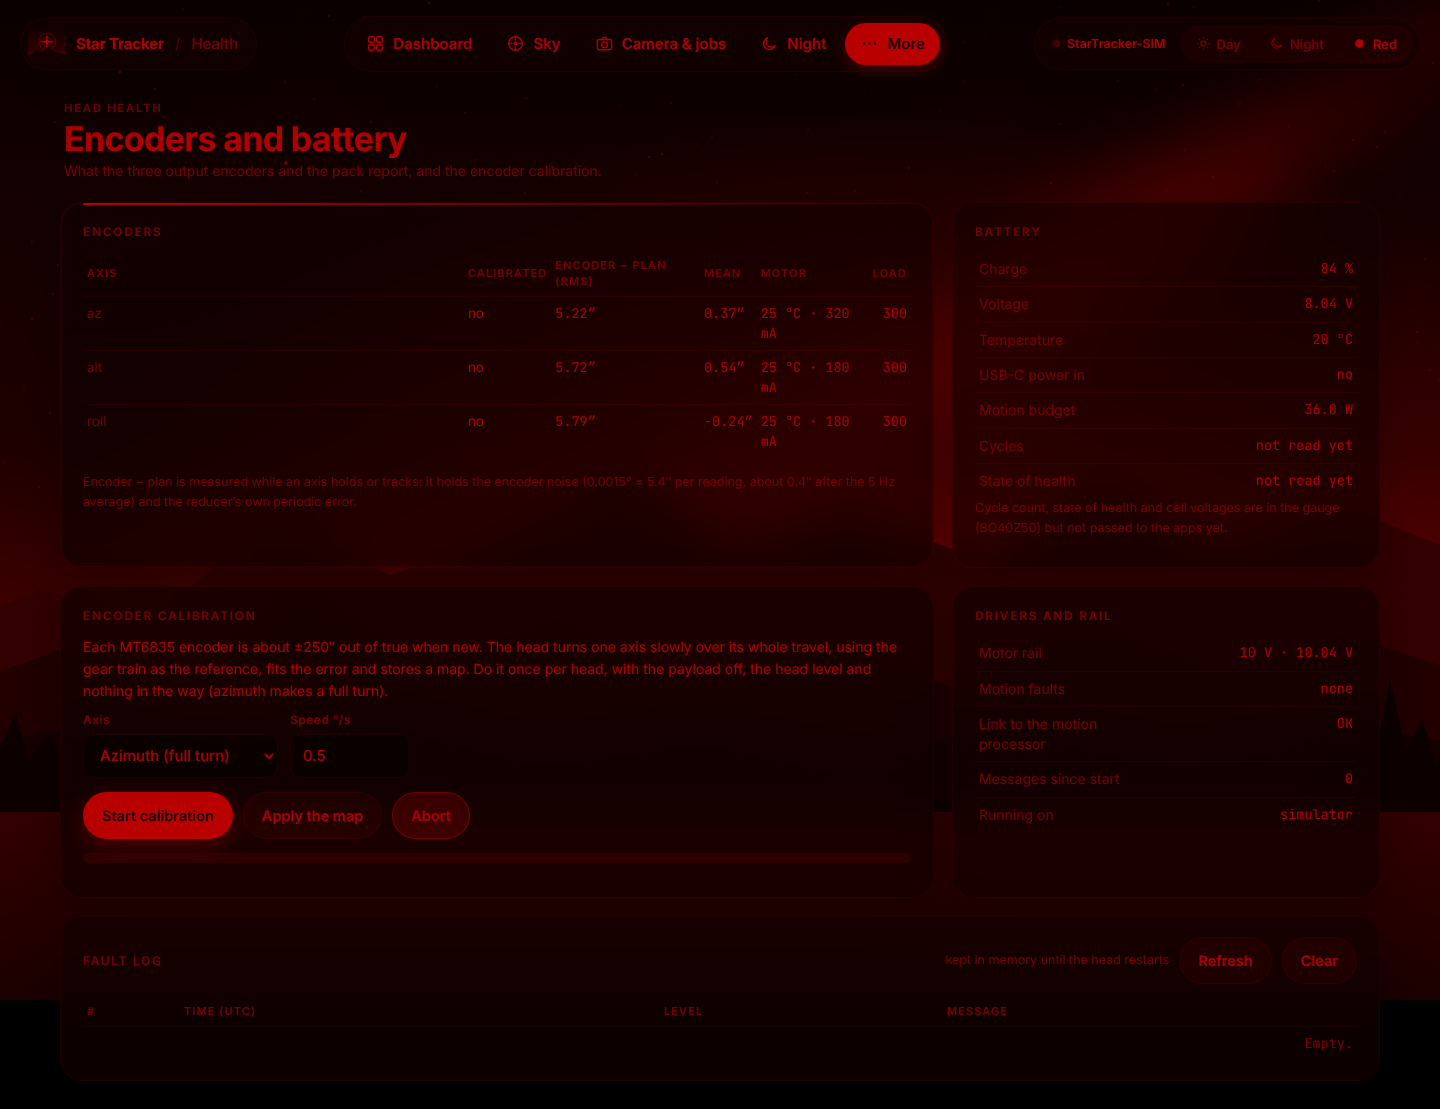 Star Tracker / Health
Dashboard
Sky
Camera & jobs
Night
More
StarTracker-SIM
Day
Night
Red
HEAD HEALTH
Encoders and battery
What the three output encoders and the pack report, and the encoder calibration.
ENCODERS
AXIS CALIBRATED ENCODER − PLAN (RMS) MEAN MOTOR LOAD
az no 5.22″ 0.37″ 25 °C · 320 mA 300
alt no 5.72″ 0.54″ 25 °C · 180 mA 300
roll no 5.79″ -0.24″ 25 °C · 180 mA 300
Encoder − plan is measured while an axis holds or tracks: it holds the encoder noise (0.0015° = 5.4″ per reading, about 0.4″ after the 5 Hz
average) and the reducer's own periodic error.
BATTERY
Charge 84 %
Voltage 8.04 V
Temperature 20 °C
USB-C power in no
Motion budget 36.0 W
Cycles not read yet
State of health not read yet
Cycle count, state of health and cell voltages are in the gauge
(BQ40Z50) but not passed to the apps yet.
ENCODER CALIBRATION
Each MT6835 encoder is about ±250″ out of true when new. The head turns one axis slowly over its whole travel, using the
gear train as the reference, fits the error and stores a map. Do it once per head, with the payload off, the head level and
nothing in the way (azimuth makes a full turn).
Axis Speed °/s
Azimuth (full turn) 0.5
Start calibration Apply the map Abort
DRIVERS AND RAIL
Motor rail 10 V · 10.04 V
Motion faults none
Link to the motion OK
processor
Messages since start 0
Running on simulator
FAULT LOG
kept in memory until the head restarts Refresh Clear
# TIME (UTC) LEVEL MESSAGE
Empty.